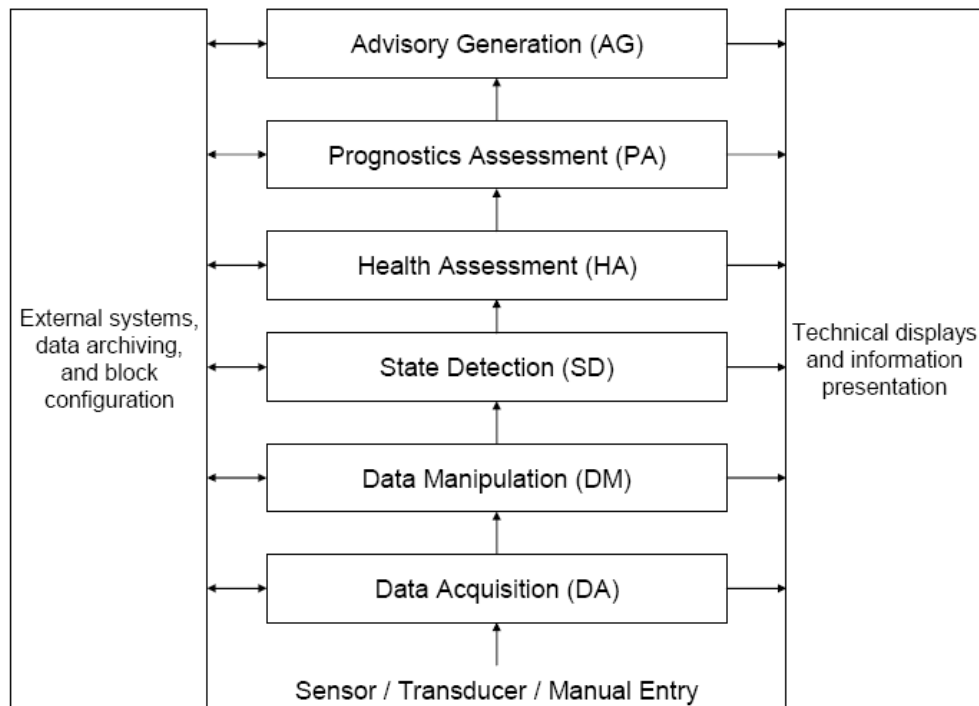 Advisory Generation (AG)
Prognostics Assessment (PA)
Health Assessment (HA)
External systems,
data archiving,
and block
configuration
State Detection (SD)
Technical displays
and information
presentation
Data Manipulation (DM)
Data Acquisition (DA)
Sensor / Transducer / Manual Entry